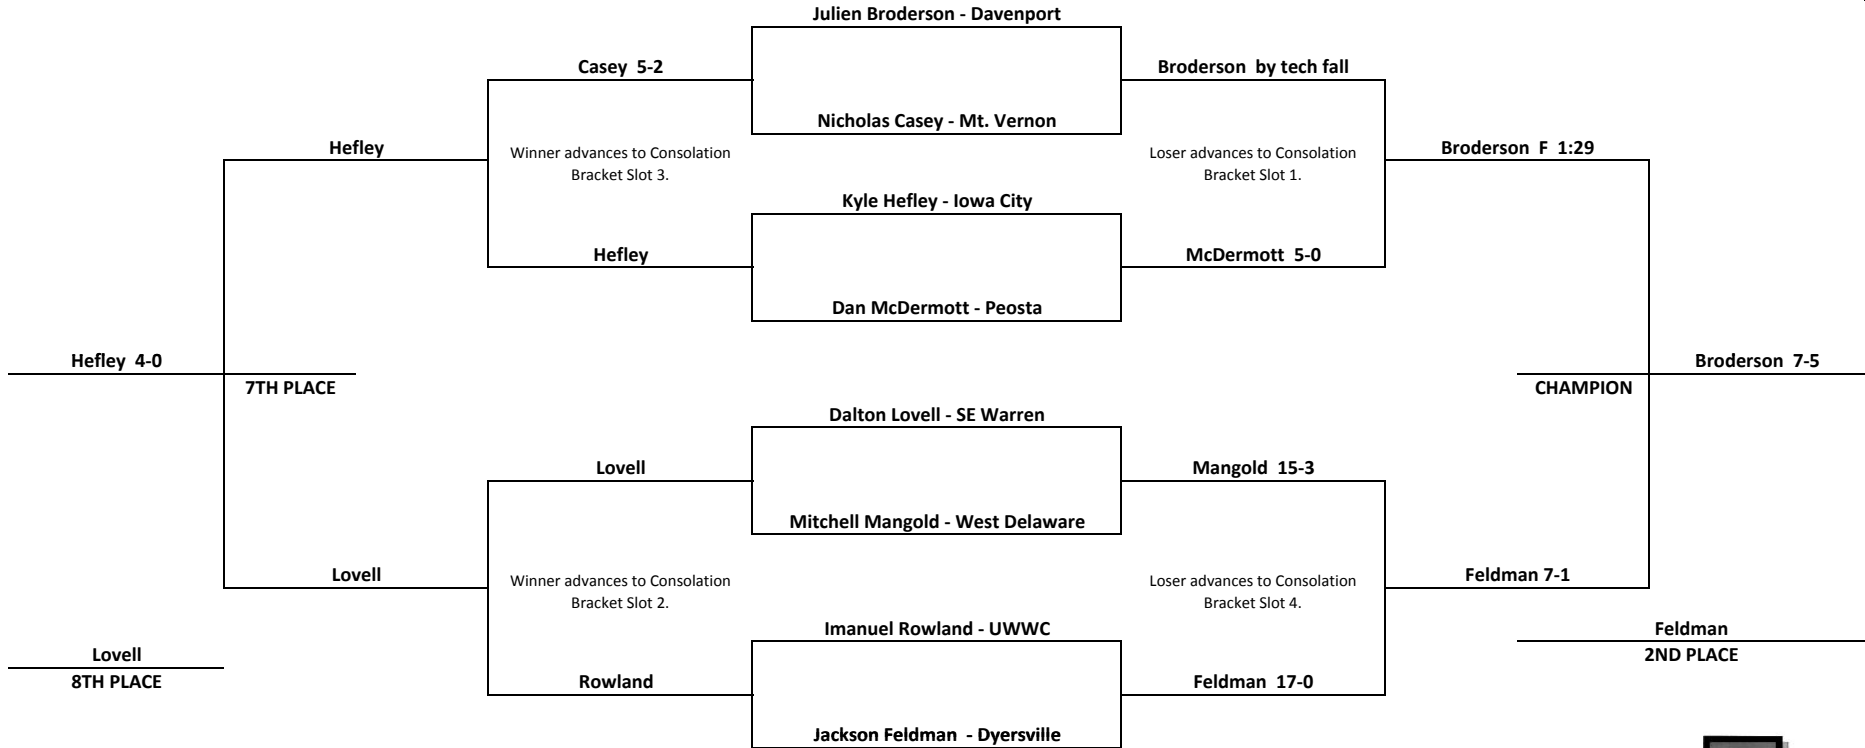 Julien Broderson - Davenport
Casey 5-2
Broderson by tech fall
Nicholas Casey - Mt. Vernon
Hefley
Winner advances to Consolation
Bracket Slot 3.
Loser advances to Consolation
Bracket Slot 1.
Broderson F 1:29
Kyle Hefley - Iowa City
Hefley
McDermott 5-0
Dan McDermott - Peosta
Hefley 4-0
7TH PLACE
Broderson 7-5
CHAMPION
Dalton Lovell - SE Warren
Lovell
Mangold 15-3
Mitchell Mangold - West Delaware
Lovell
Winner advances to Consolation
Bracket Slot 2.
Loser advances to Consolation
Bracket Slot 4.
Feldman 7-1
Imanuel Rowland - UWWC
Feldman
2ND PLACE
Lovell
8TH PLACE
Rowland
Feldman 17-0
Jackson Feldman - Dyersville